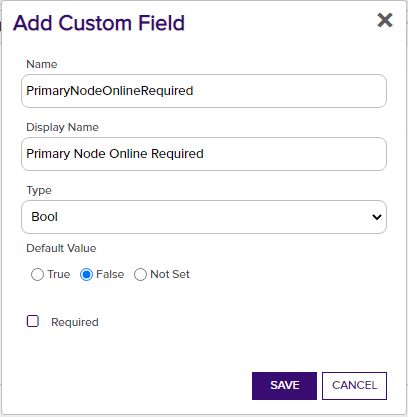 Add Custom Field
Name
PrimaryNodeOnlineRequired
Display Name
Primary Node Online Required
Type
Bool
Default Value
True False Not Set
Required
SAVE CANCEL